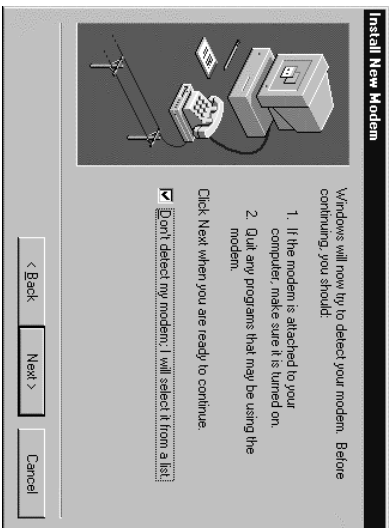 Install New Modem
Windows will now try to detect your modem. Before
continuing, you should:
1. If the modem is attached to your
computer, make sure it is turned on.
2. Quit any programs that may be using the
modem.
Click Next when you are ready to continue.
Don't detect my modem; I will select it from a list.
< Back
Next >
Cancel